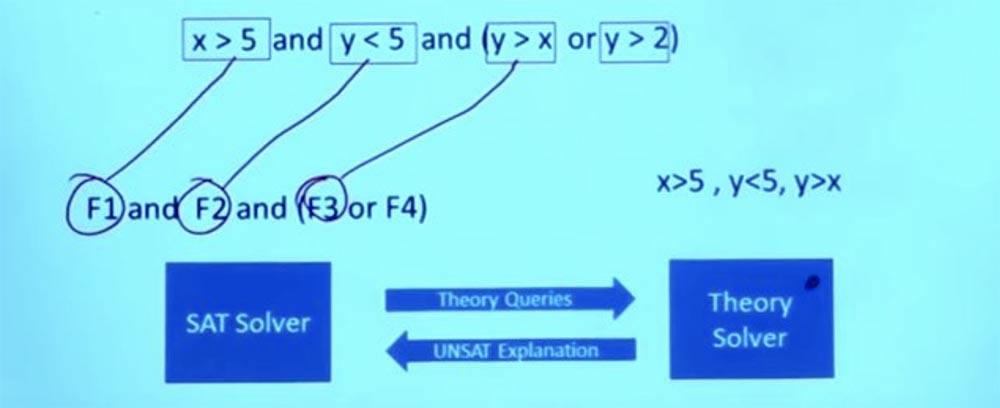 x > 5 and y < 5 and (y > x or y > 2)
x>5 , y<5, y>x
F1 and F2 and (F3 or F4)
SAT Solver
Theory Queries
UNSAT Explanation
Theory
Solver